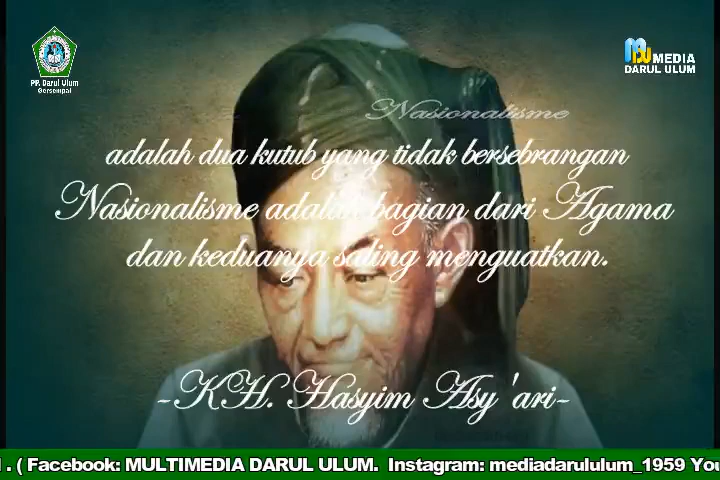 PP. Darul Ulum
Gersempal
MEDIA
DARUL ULUM
Nasionalisme
adalah dua kutub yang tidak bersebrangan
Nasionalisme adalah bagian dari Agama
dan keduanya saling menguatkan.
-KH. Hasyim Asy 'ari-
. ( Facebook: MULTIMEDIA DARUL ULUM. Instagram: mediadarululum_1959 You